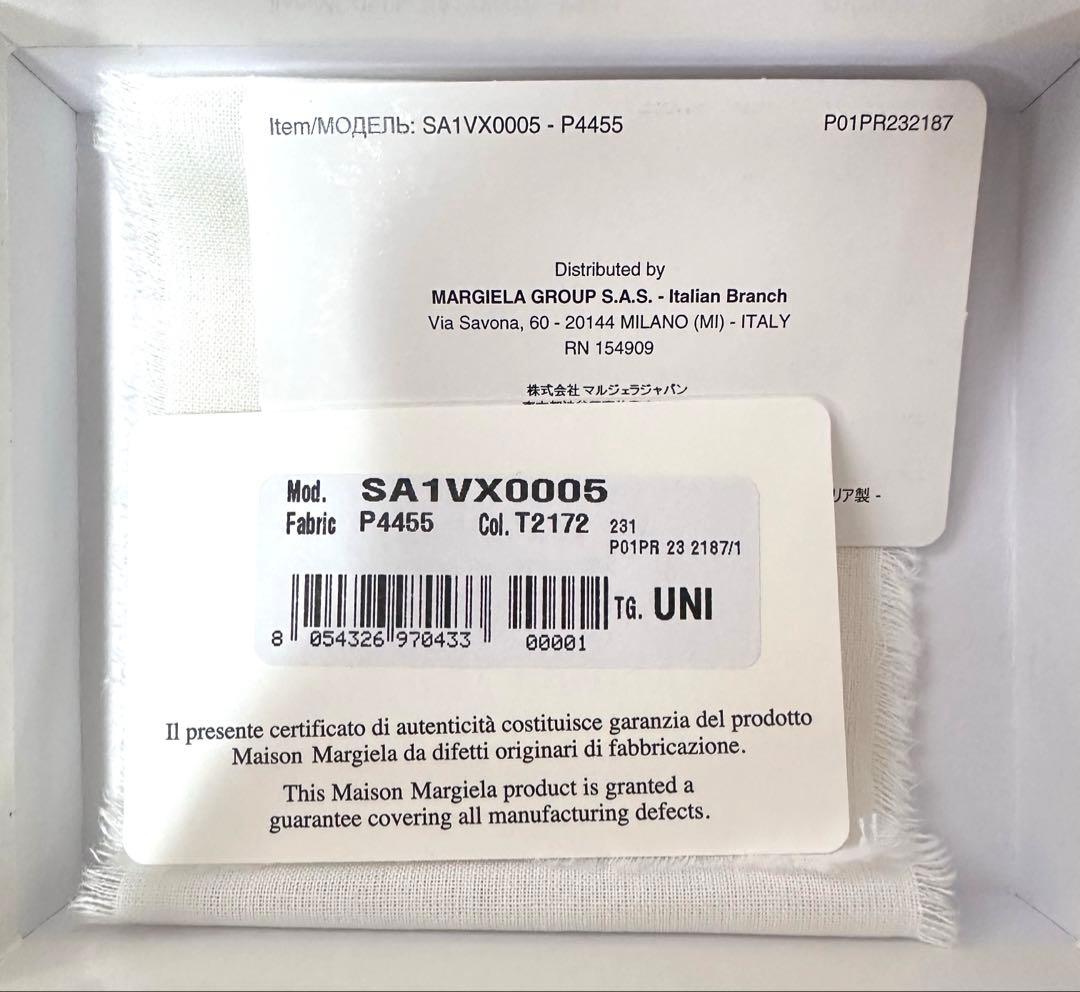 Item/МОДЕЛЬ: SA1VX0005 - P4455
P01PR232187
Distributed by
MARGIELA GROUP S.A.S. - Italian Branch
Via Savona, 60 - 20144 MILANO (MI) - ITALY
RN 154909
株式会社 マルジェラジャパン
リア製 -
Mod. SA1VX0005
Fabric P4455 Col. T2172 231
P01PR 23 2187/1
TG. UNI
8 054326 970433 00001
Il presente certificato di autenticità costituisce garanzia del prodotto
Maison Margiela da difetti originari di fabbricazione.
This Maison Margiela product is granted a
guarantee covering all manufacturing defects.